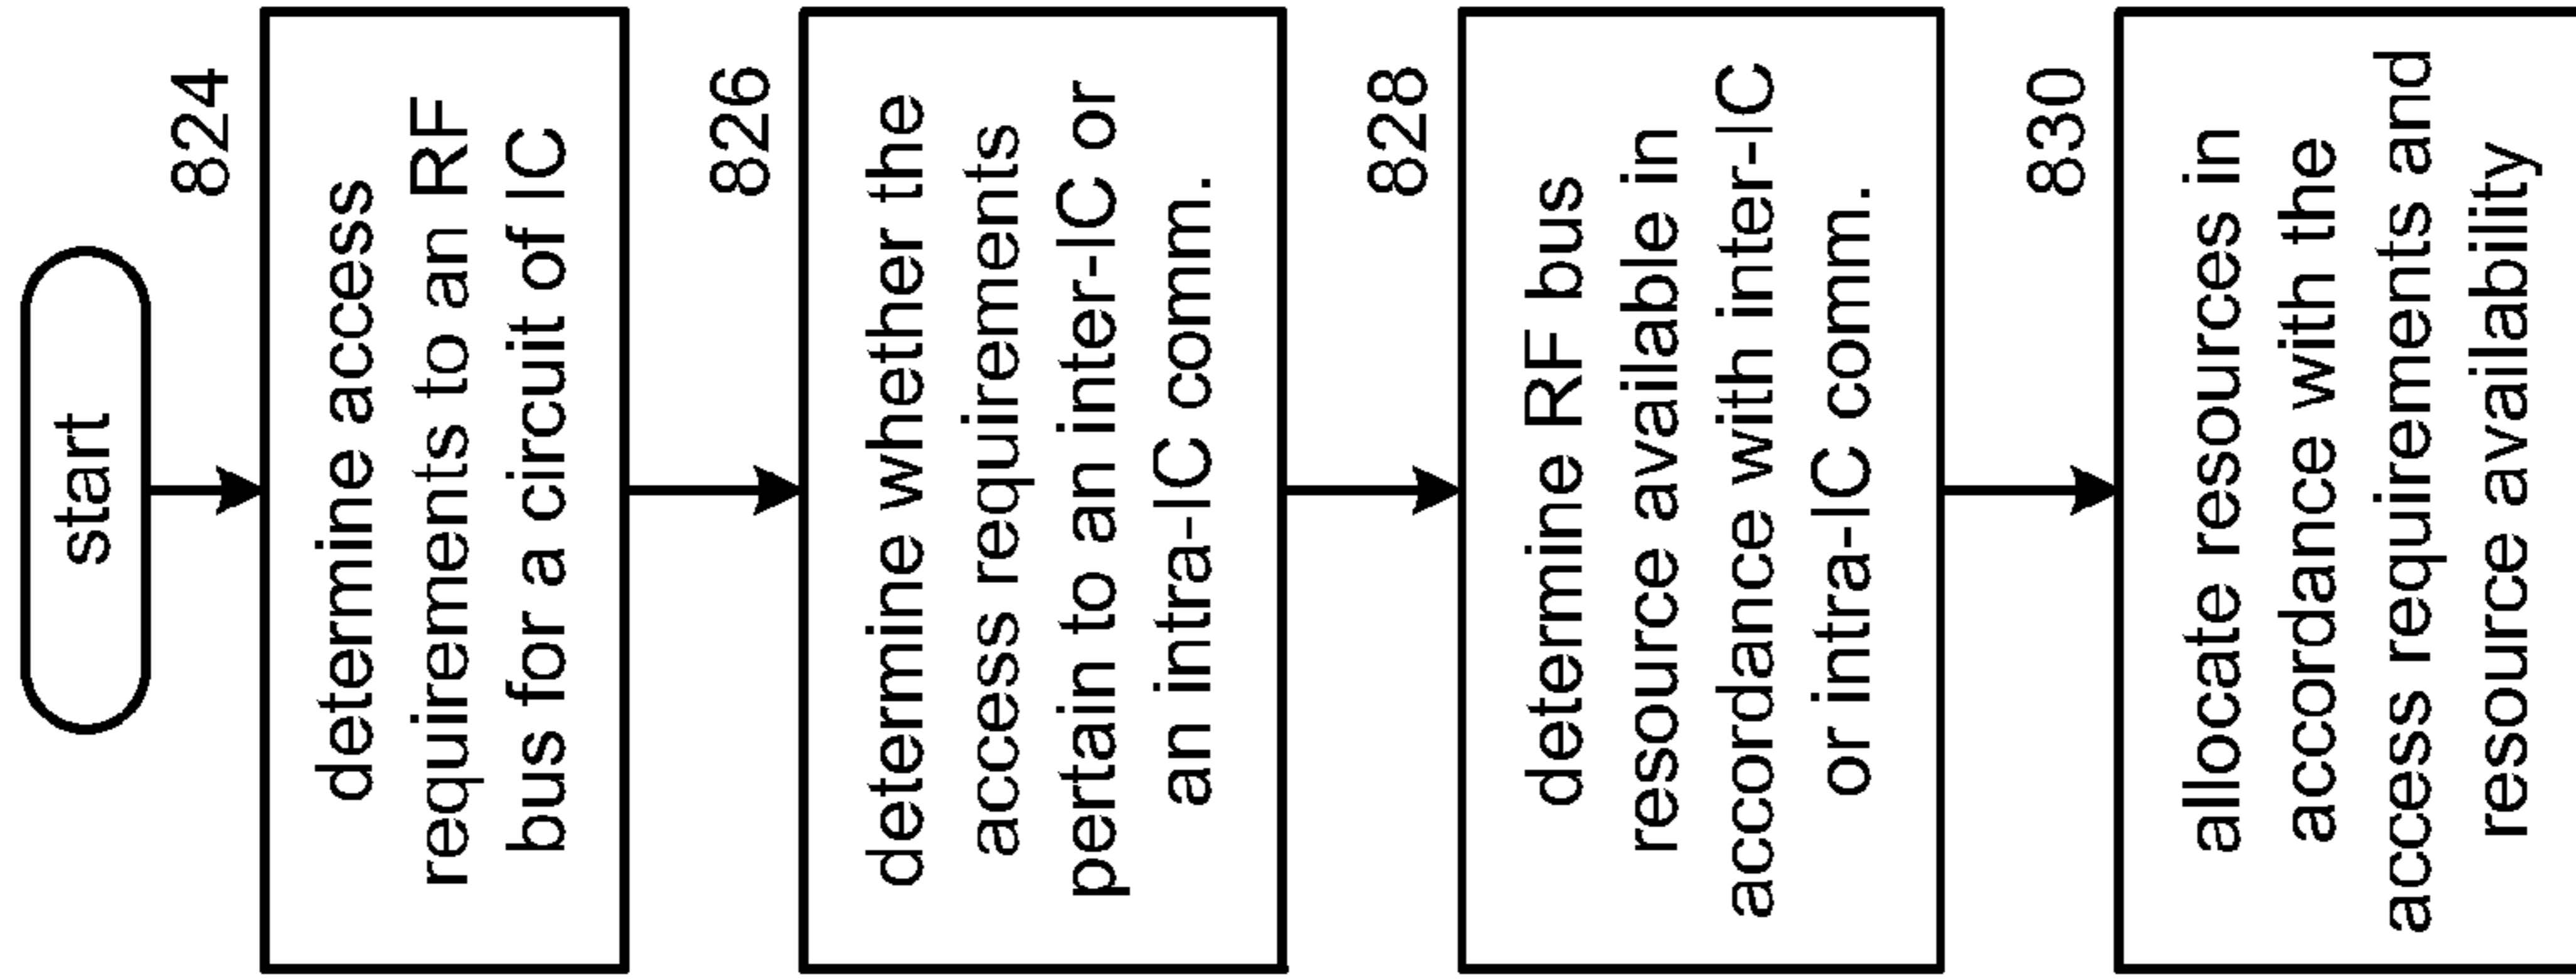 start
824
determine access
requirements to an RF
bus for a circuit of IC
826
determine whether the
access requirements
pertain to an inter-IC or
an intra-IC comm.
828
determine RF bus
resource available in
accordance with inter-IC
or intra-IC comm.
830
allocate resources in
accordance with the
access requirements and
resource availability